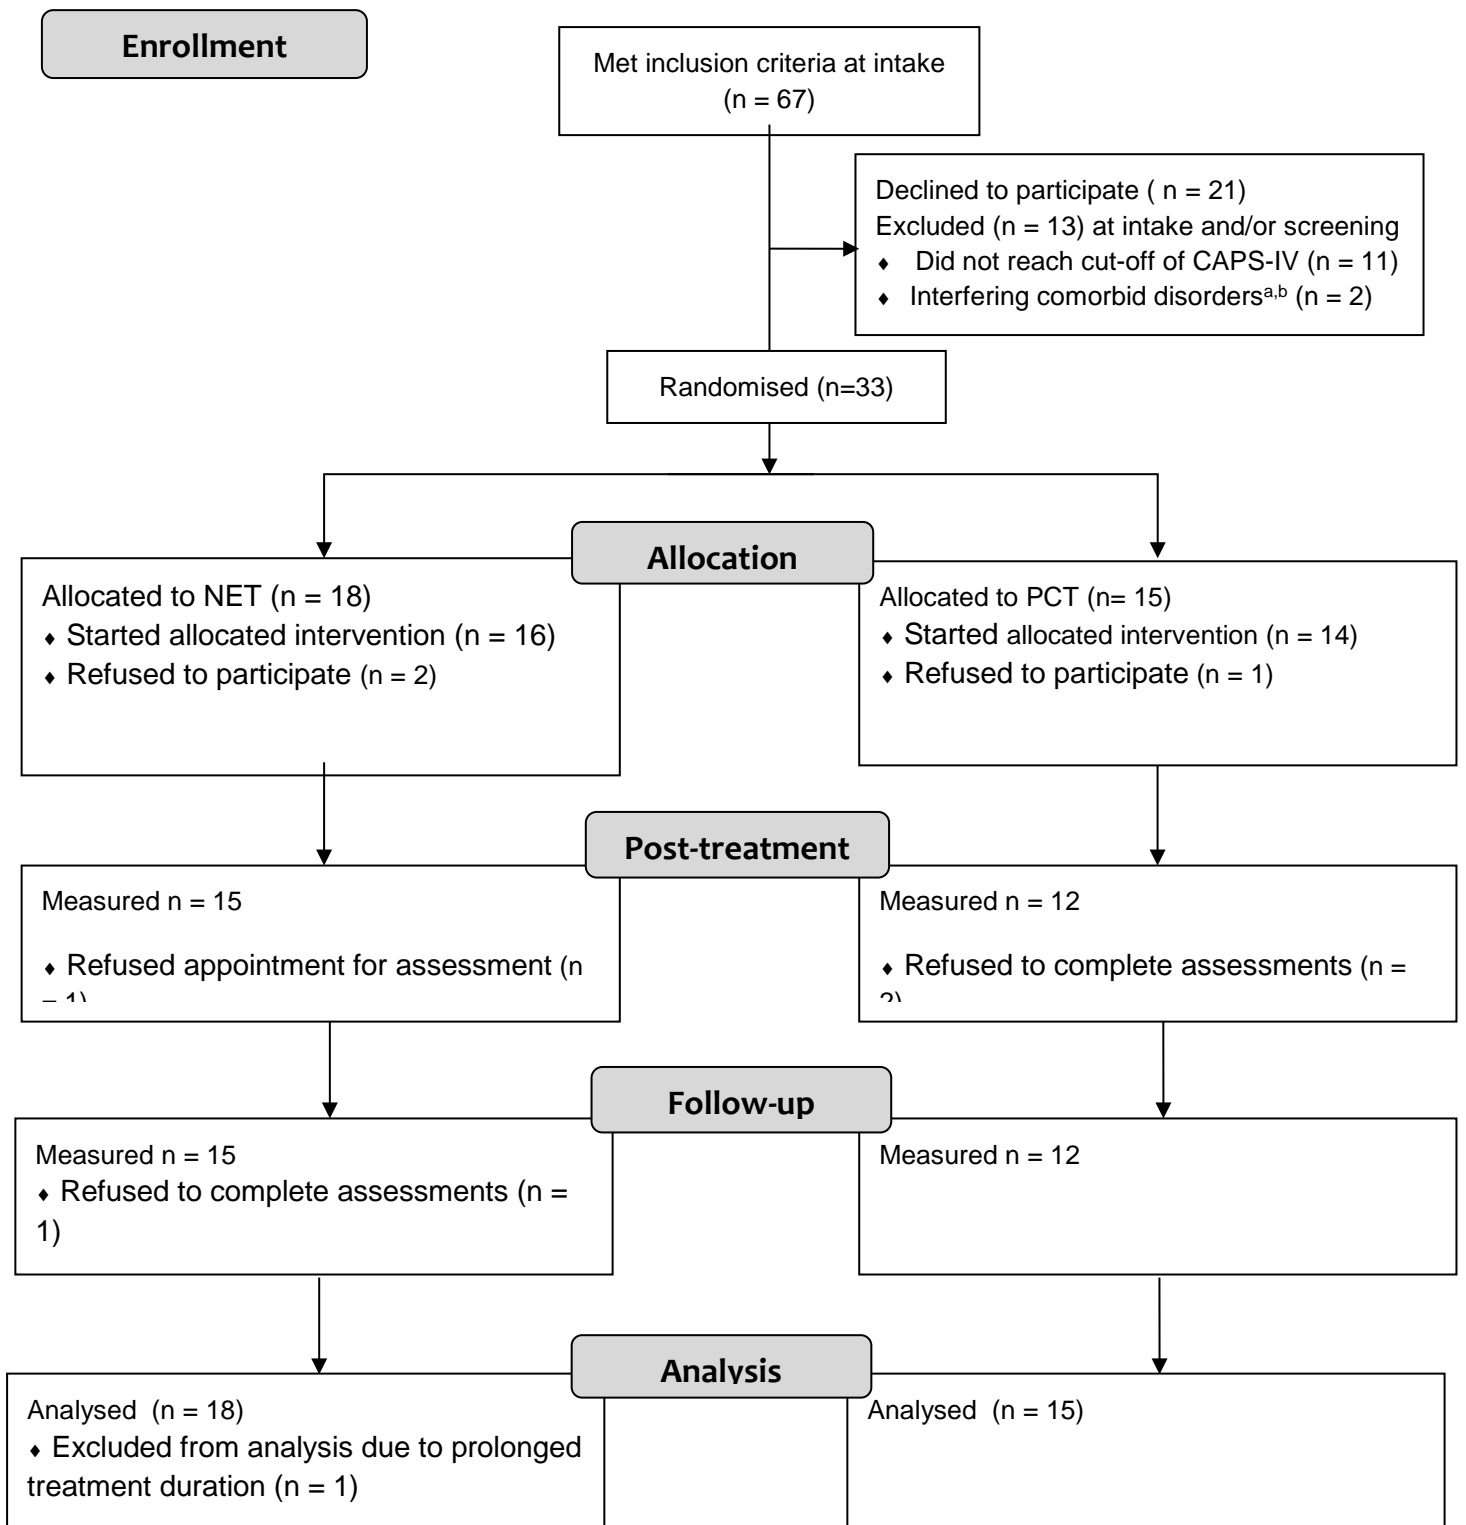 Enrollment
Met inclusion criteria at intake
(n = 67)
Declined to participate ( n = 21)
Excluded (n = 13) at intake and/or screening
♦ Did not reach cut-off of CAPS-IV (n = 11)
♦ Interfering comorbid disordersᵃ,ᵇ (n = 2)
Randomised (n=33)
Allocation
Allocated to NET (n = 18)
♦ Started allocated intervention (n = 16)
♦ Refused to participate (n = 2)
Allocated to PCT (n= 15)
♦ Started allocated intervention (n = 14)
♦ Refused to participate (n = 1)
Post-treatment
Measured n = 15
♦ Refused appointment for assessment (n
= 1)
Measured n = 12
♦ Refused to complete assessments (n =
2)
Follow-up
Measured n = 15
♦ Refused to complete assessments (n =
1)
Measured n = 12
Analysis
Analysed (n = 18)
♦ Excluded from analysis due to prolonged
treatment duration (n = 1)
Analysed (n = 15)